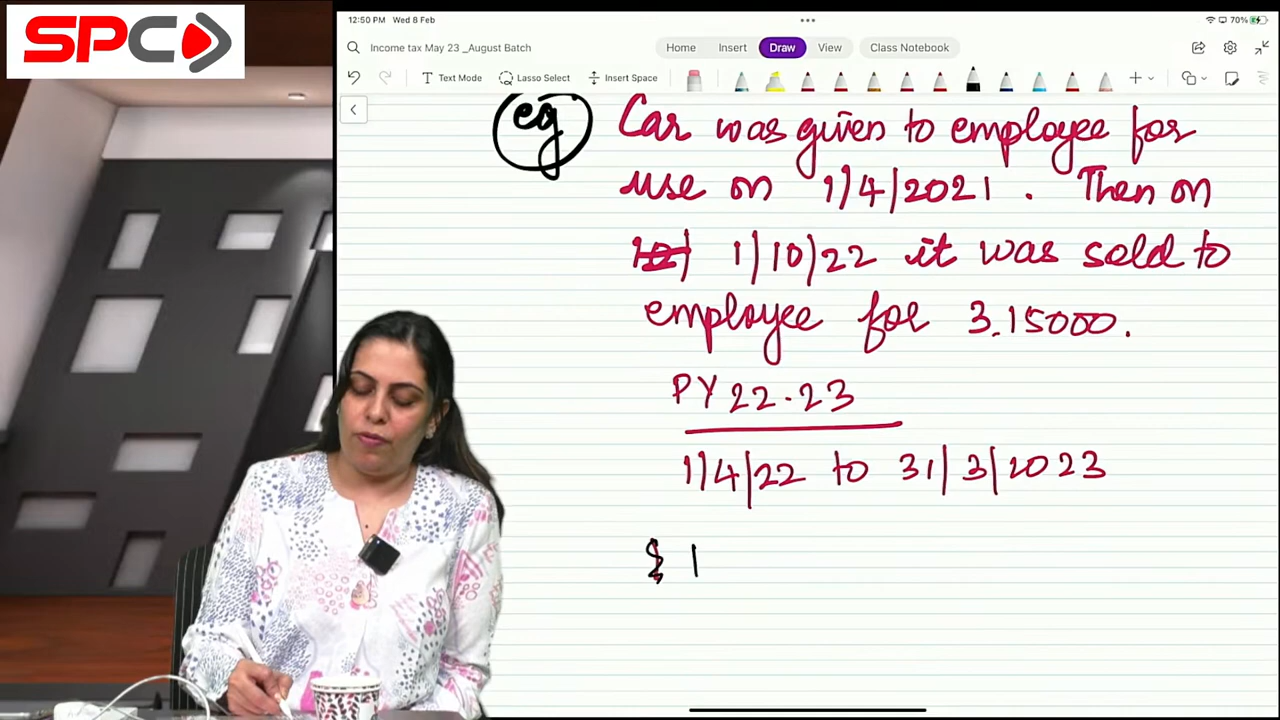 SPC
12:50 PM Wed 8 Feb
70%
Income tax May 23 _August Batch
Home Insert Draw View Class Notebook
Text Mode Lasso Select Insert Space
eg Car was given to employee for
use on 1/4/2021. Then on
1/10/22 it was sold to
employee for 3.15000.
PY 22.23
1/4/22 to 31/3/2023